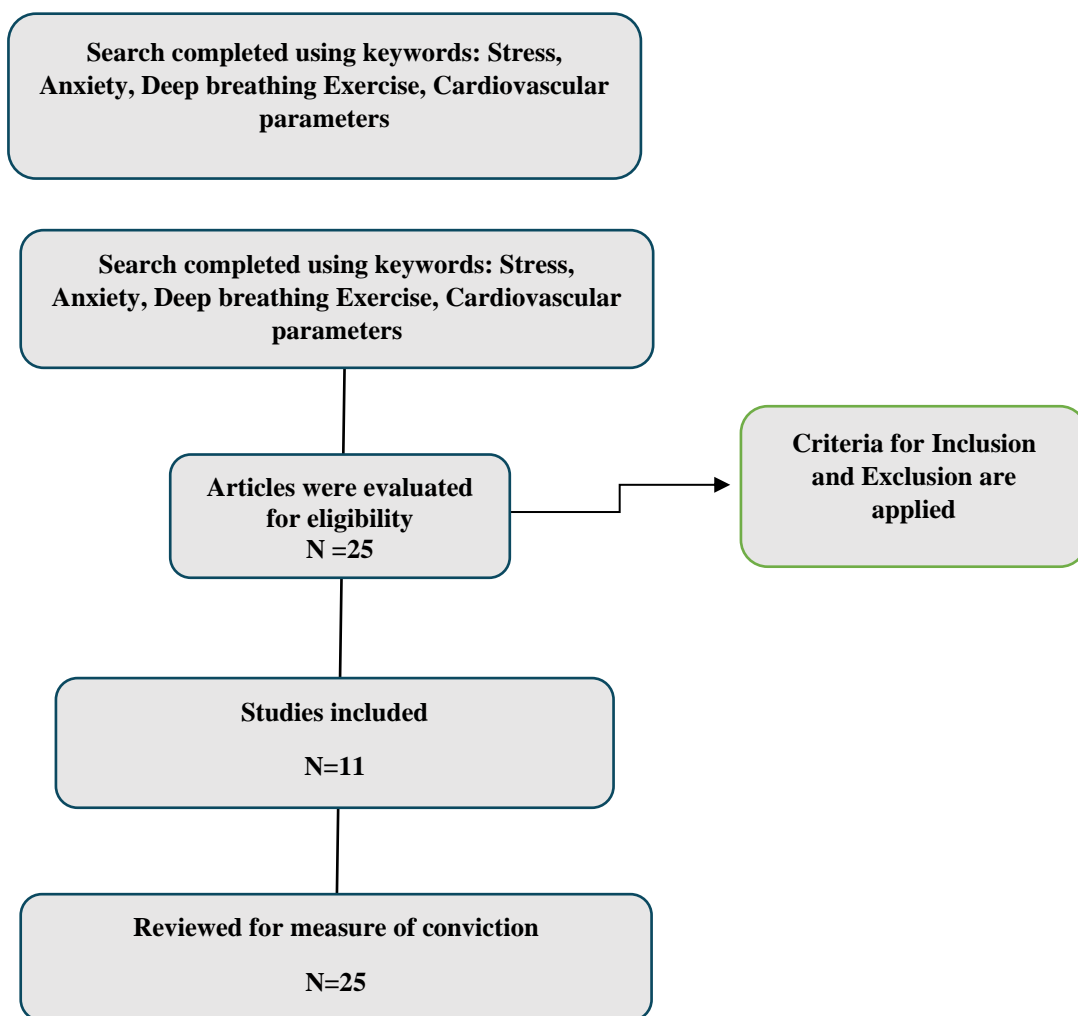 Search completed using keywords: Stress,
Anxiety, Deep breathing Exercise, Cardiovascular
parameters
Search completed using keywords: Stress,
Anxiety, Deep breathing Exercise, Cardiovascular
parameters
Articles were evaluated
for eligibility
N =25
Criteria for Inclusion
and Exclusion are
applied
Studies included
N=11
Reviewed for measure of conviction
N=25